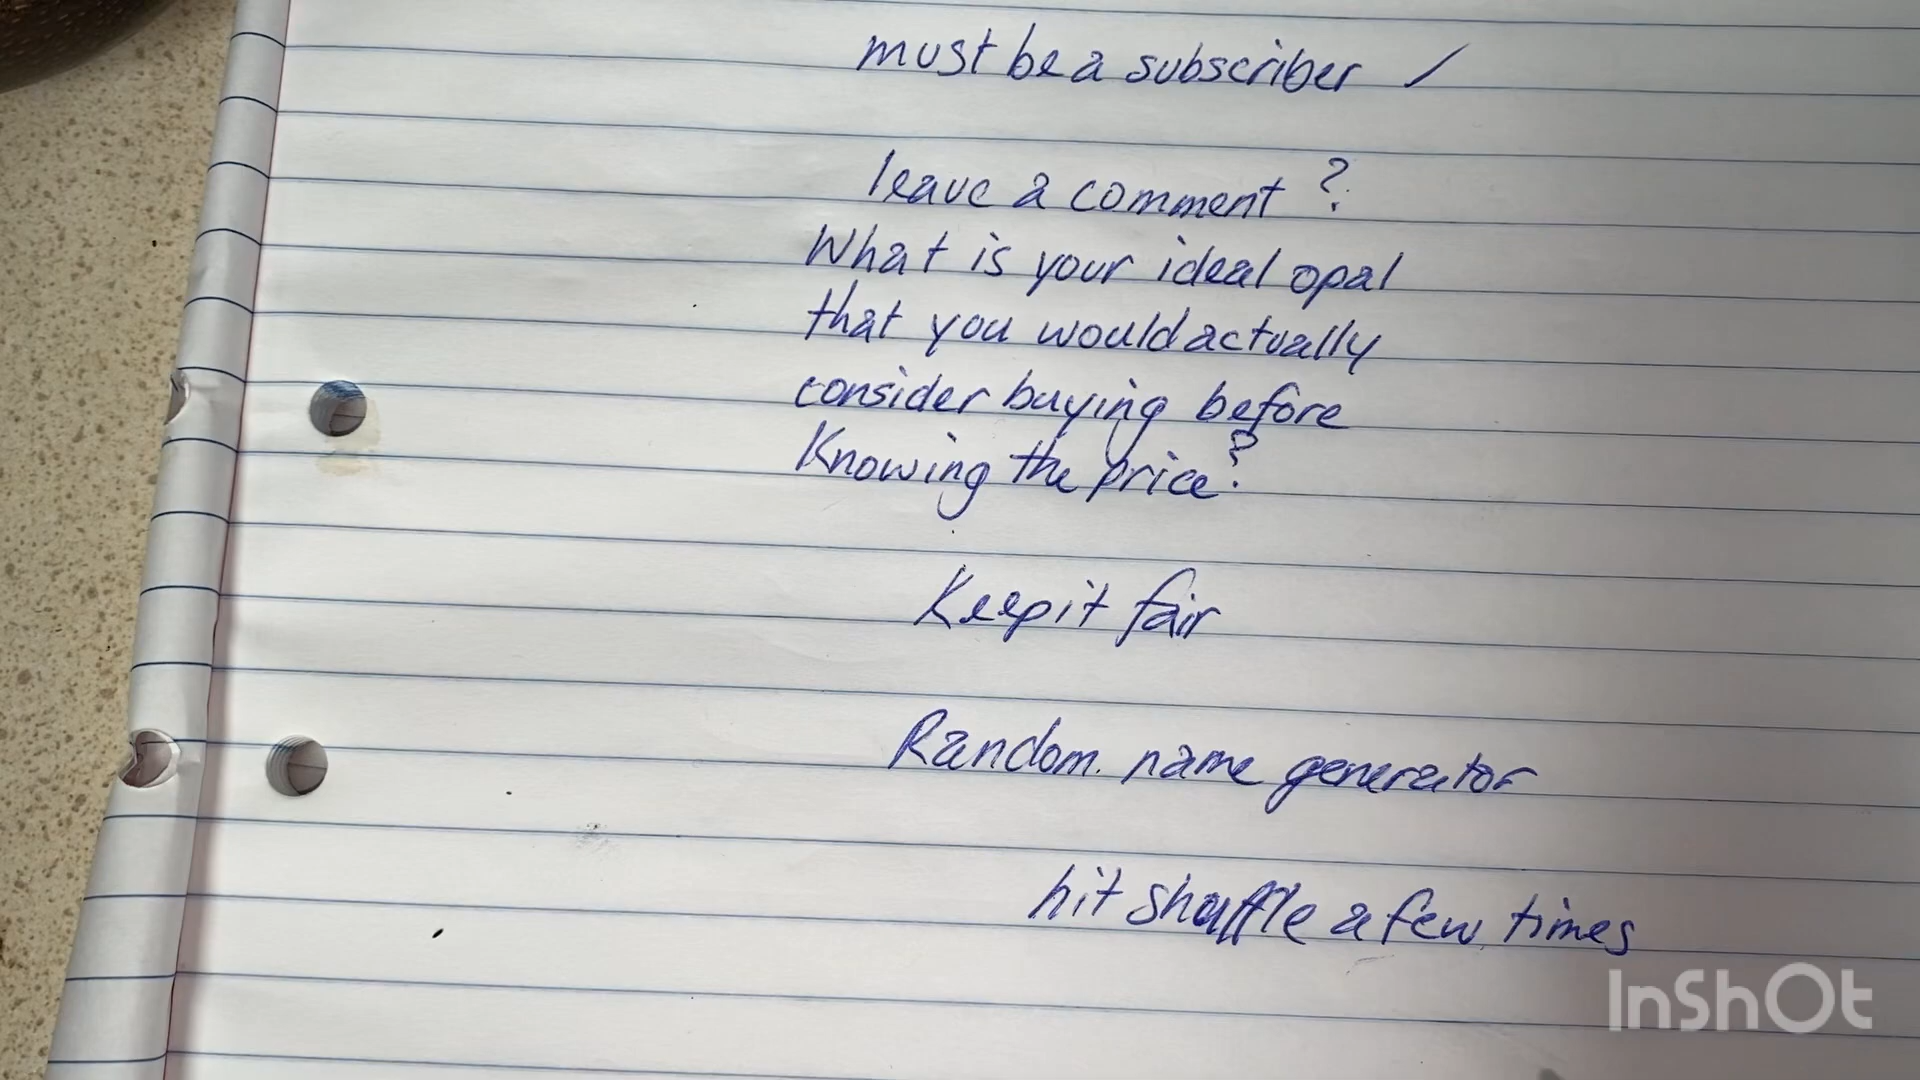 must be a subscriber ✓
leave a comment ?
What is your ideal opal
that you would actually
consider buying before
Knowing the price?
Keep it fair
Random name generator
hit shuffle a few times
InShOt